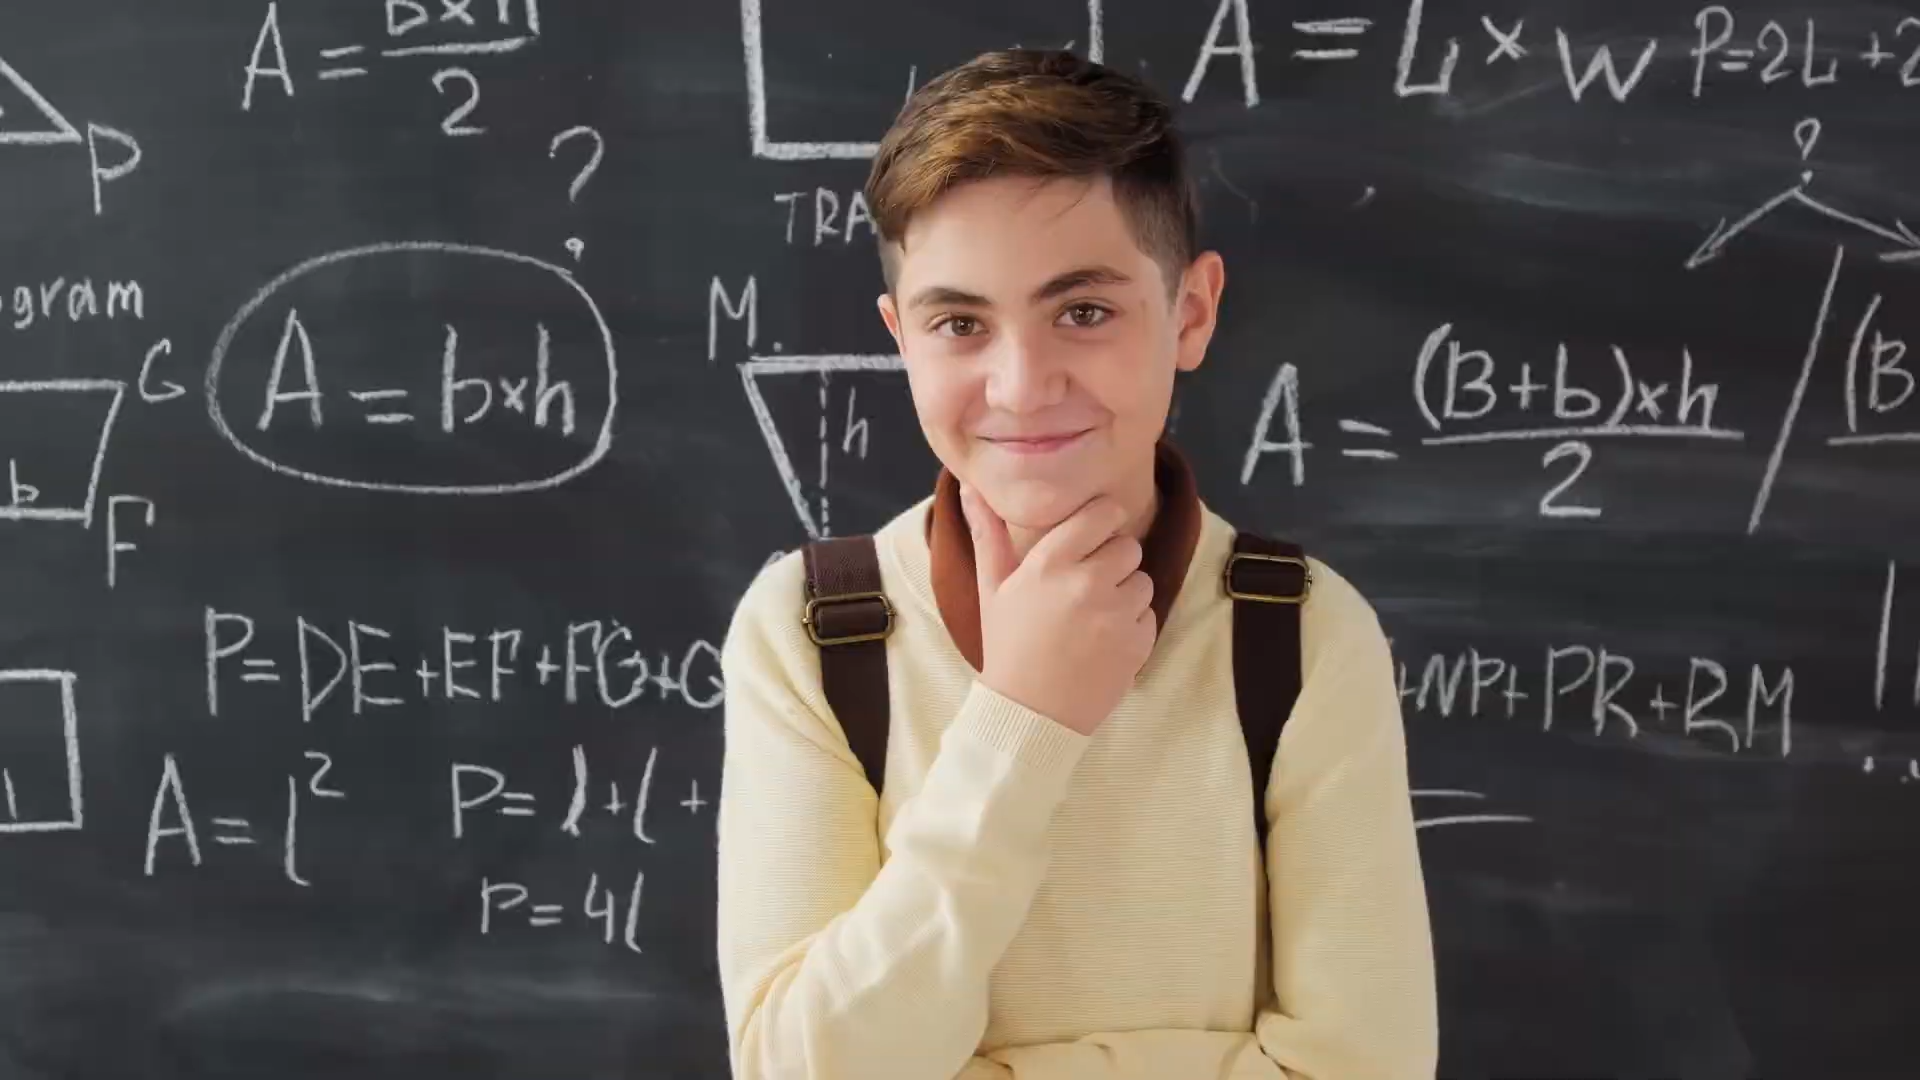 A = b×h / 2
A = L × W P=2L +2
P
?
?
TRA
gram
G
M
A = b×h
h
A = (B+b)×h / 2 / (B
b
F
P=DE+EF+FG+G
+NP+PR+RM
A = l²
P= l+l+
P=4l